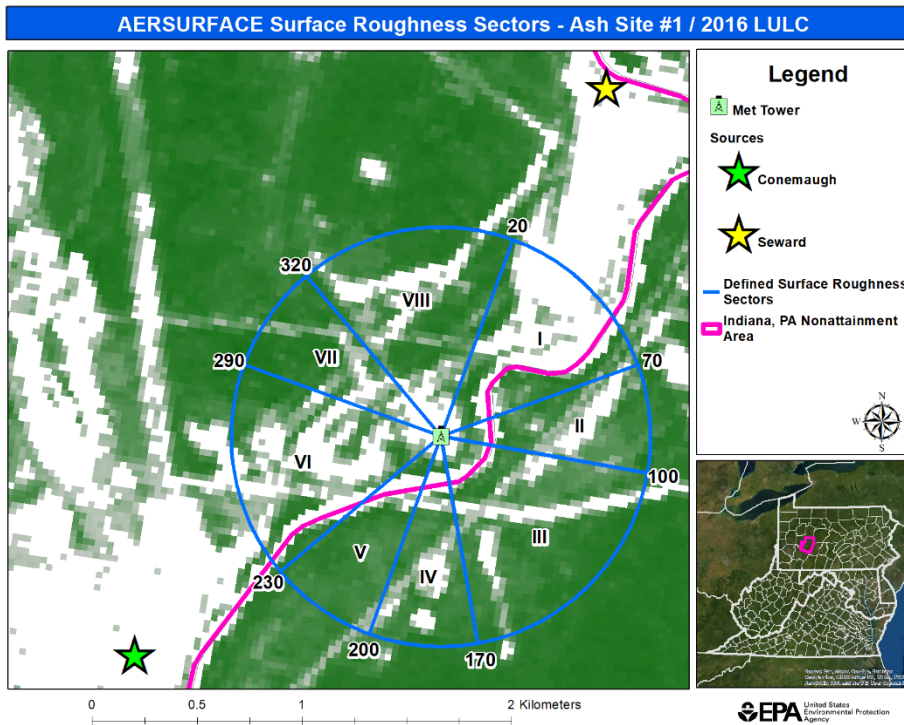 AERSURFACE Surface Roughness Sectors - Ash Site #1 / 2016 LULC
20
320
VIII
I
290
VII
70
II
VI
100
III
V
IV
230
200
170
0 0.5 1 2 Kilometers
Legend
Met Tower
Sources
Conemaugh
Seward
Defined Surface Roughness
Sectors
Indiana, PA Nonattainment
Area
N
W E
S
EPA
United States
Environmental Protection
Agency